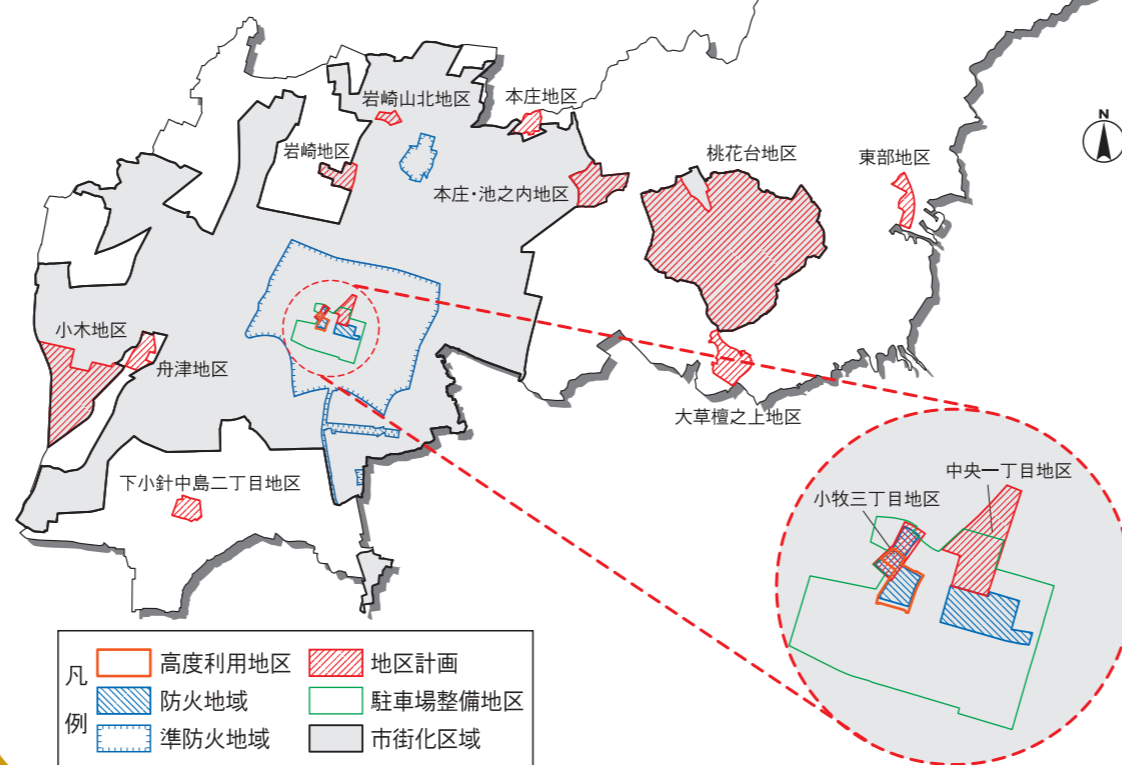 岩崎山北地区
本庄地区
N
岩崎地区
桃花台地区
東部地区
本庄・池之内地区
小木地区
舟津地区
大草檀之上地区
下小針中島二丁目地区
中央一丁目地区
小牧三丁目地区
凡例
高度利用地区
地区計画
防火地域
駐車場整備地区
準防火地域
市街化区域